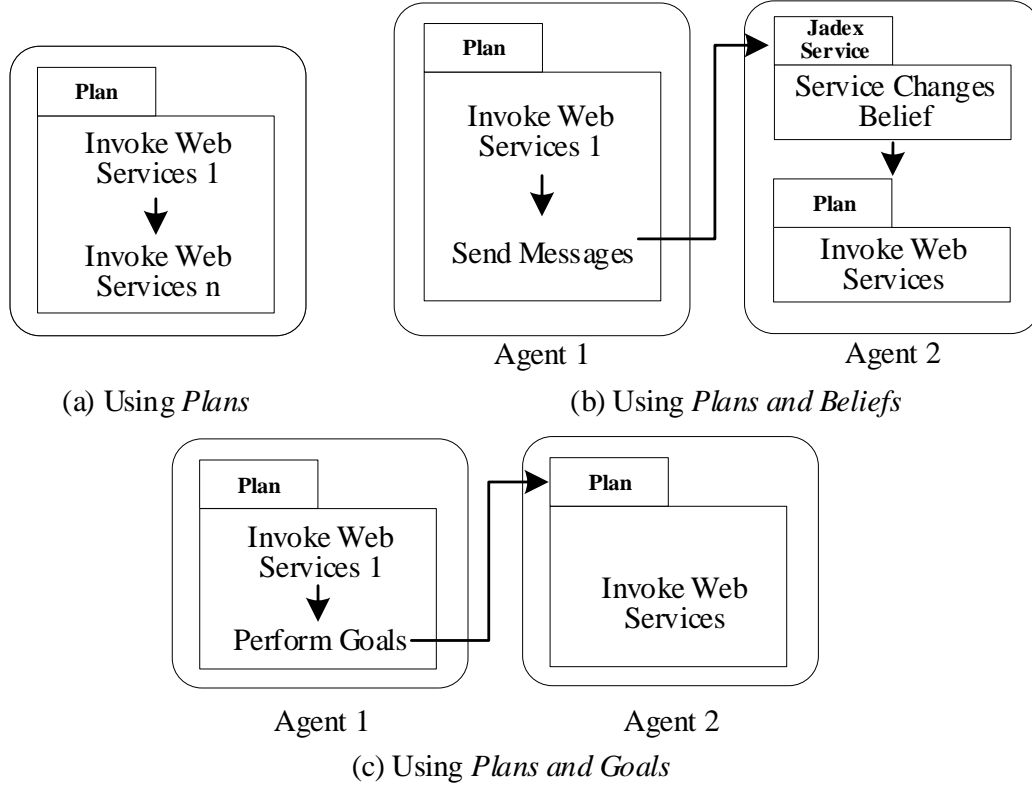 Plan
Invoke Web
Services 1
Invoke Web
Services n
(a) Using Plans
Plan
Invoke Web
Services 1
Send Messages
Agent 1
Jadex
Service
Service Changes
Belief
Plan
Invoke Web
Services
Agent 2
(b) Using Plans and Beliefs
Plan
Invoke Web
Services 1
Perform Goals
Agent 1
Plan
Invoke Web
Services
Agent 2
(c) Using Plans and Goals